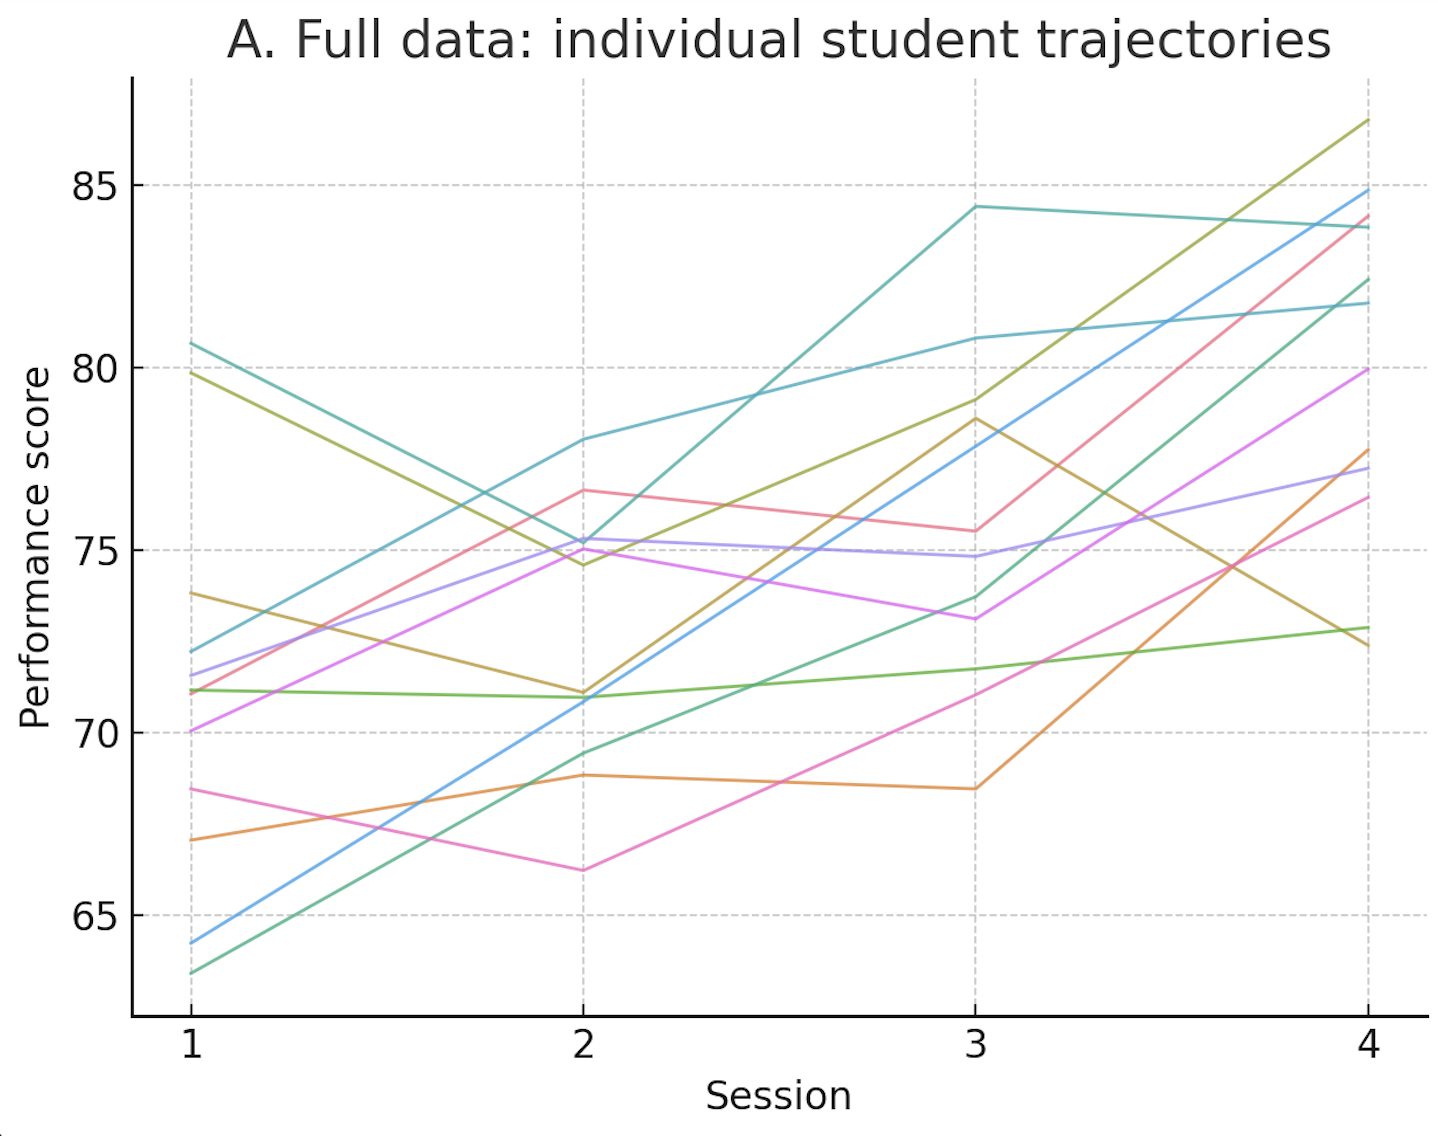 A. Full data: individual student trajectories
85
80
75
70
65
Performance score
1 2 3 4
Session